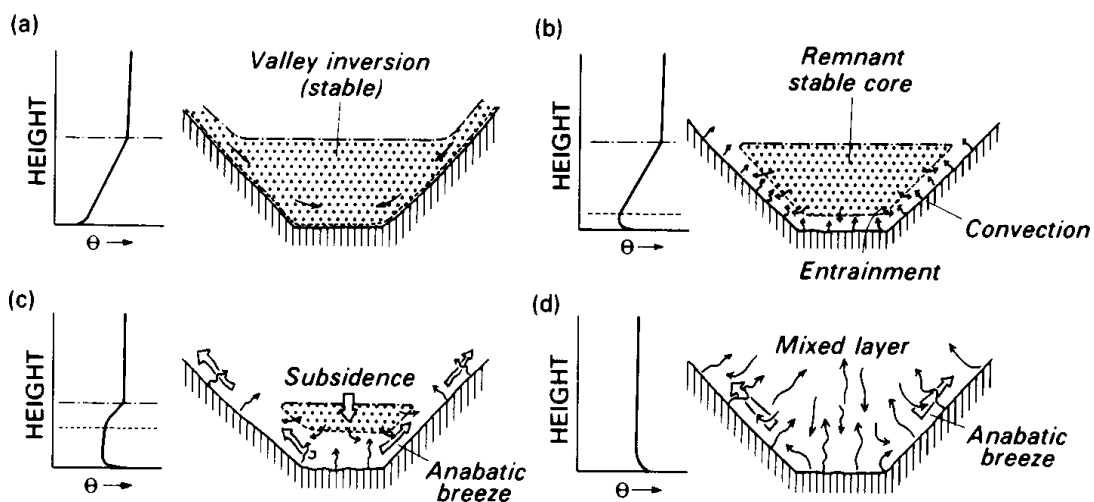 (a)
HEIGHT
θ →
Valley inversion
(stable)
(b)
HEIGHT
θ →
Remnant
stable core
Convection
Entrainment
(c)
HEIGHT
θ →
Subsidence
Anabatic
breeze
(d)
HEIGHT
θ →
Mixed layer
Anabatic
breeze